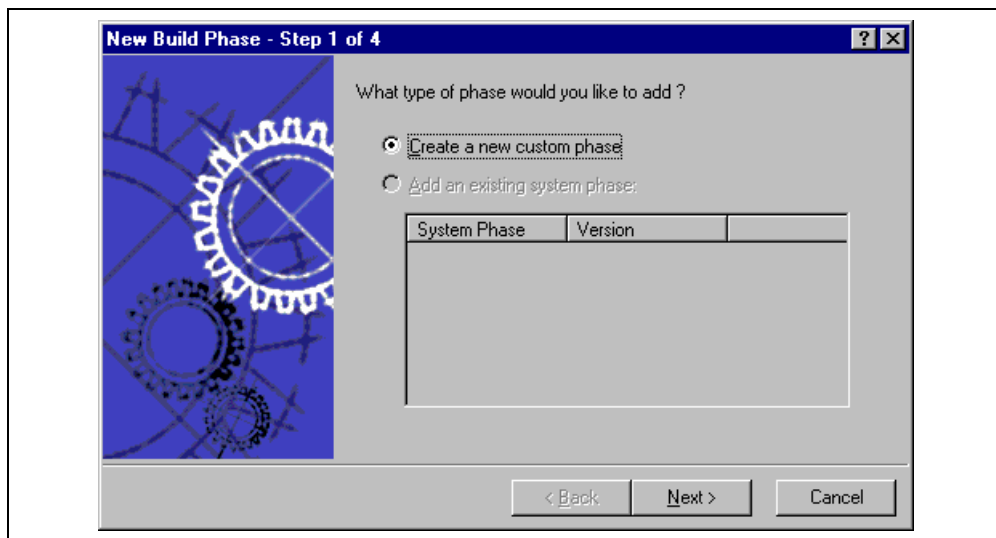 New Build Phase - Step 1 of 4
What type of phase would you like to add ?
Create a new custom phase
Add an existing system phase:
System Phase Version
< Back Next > Cancel